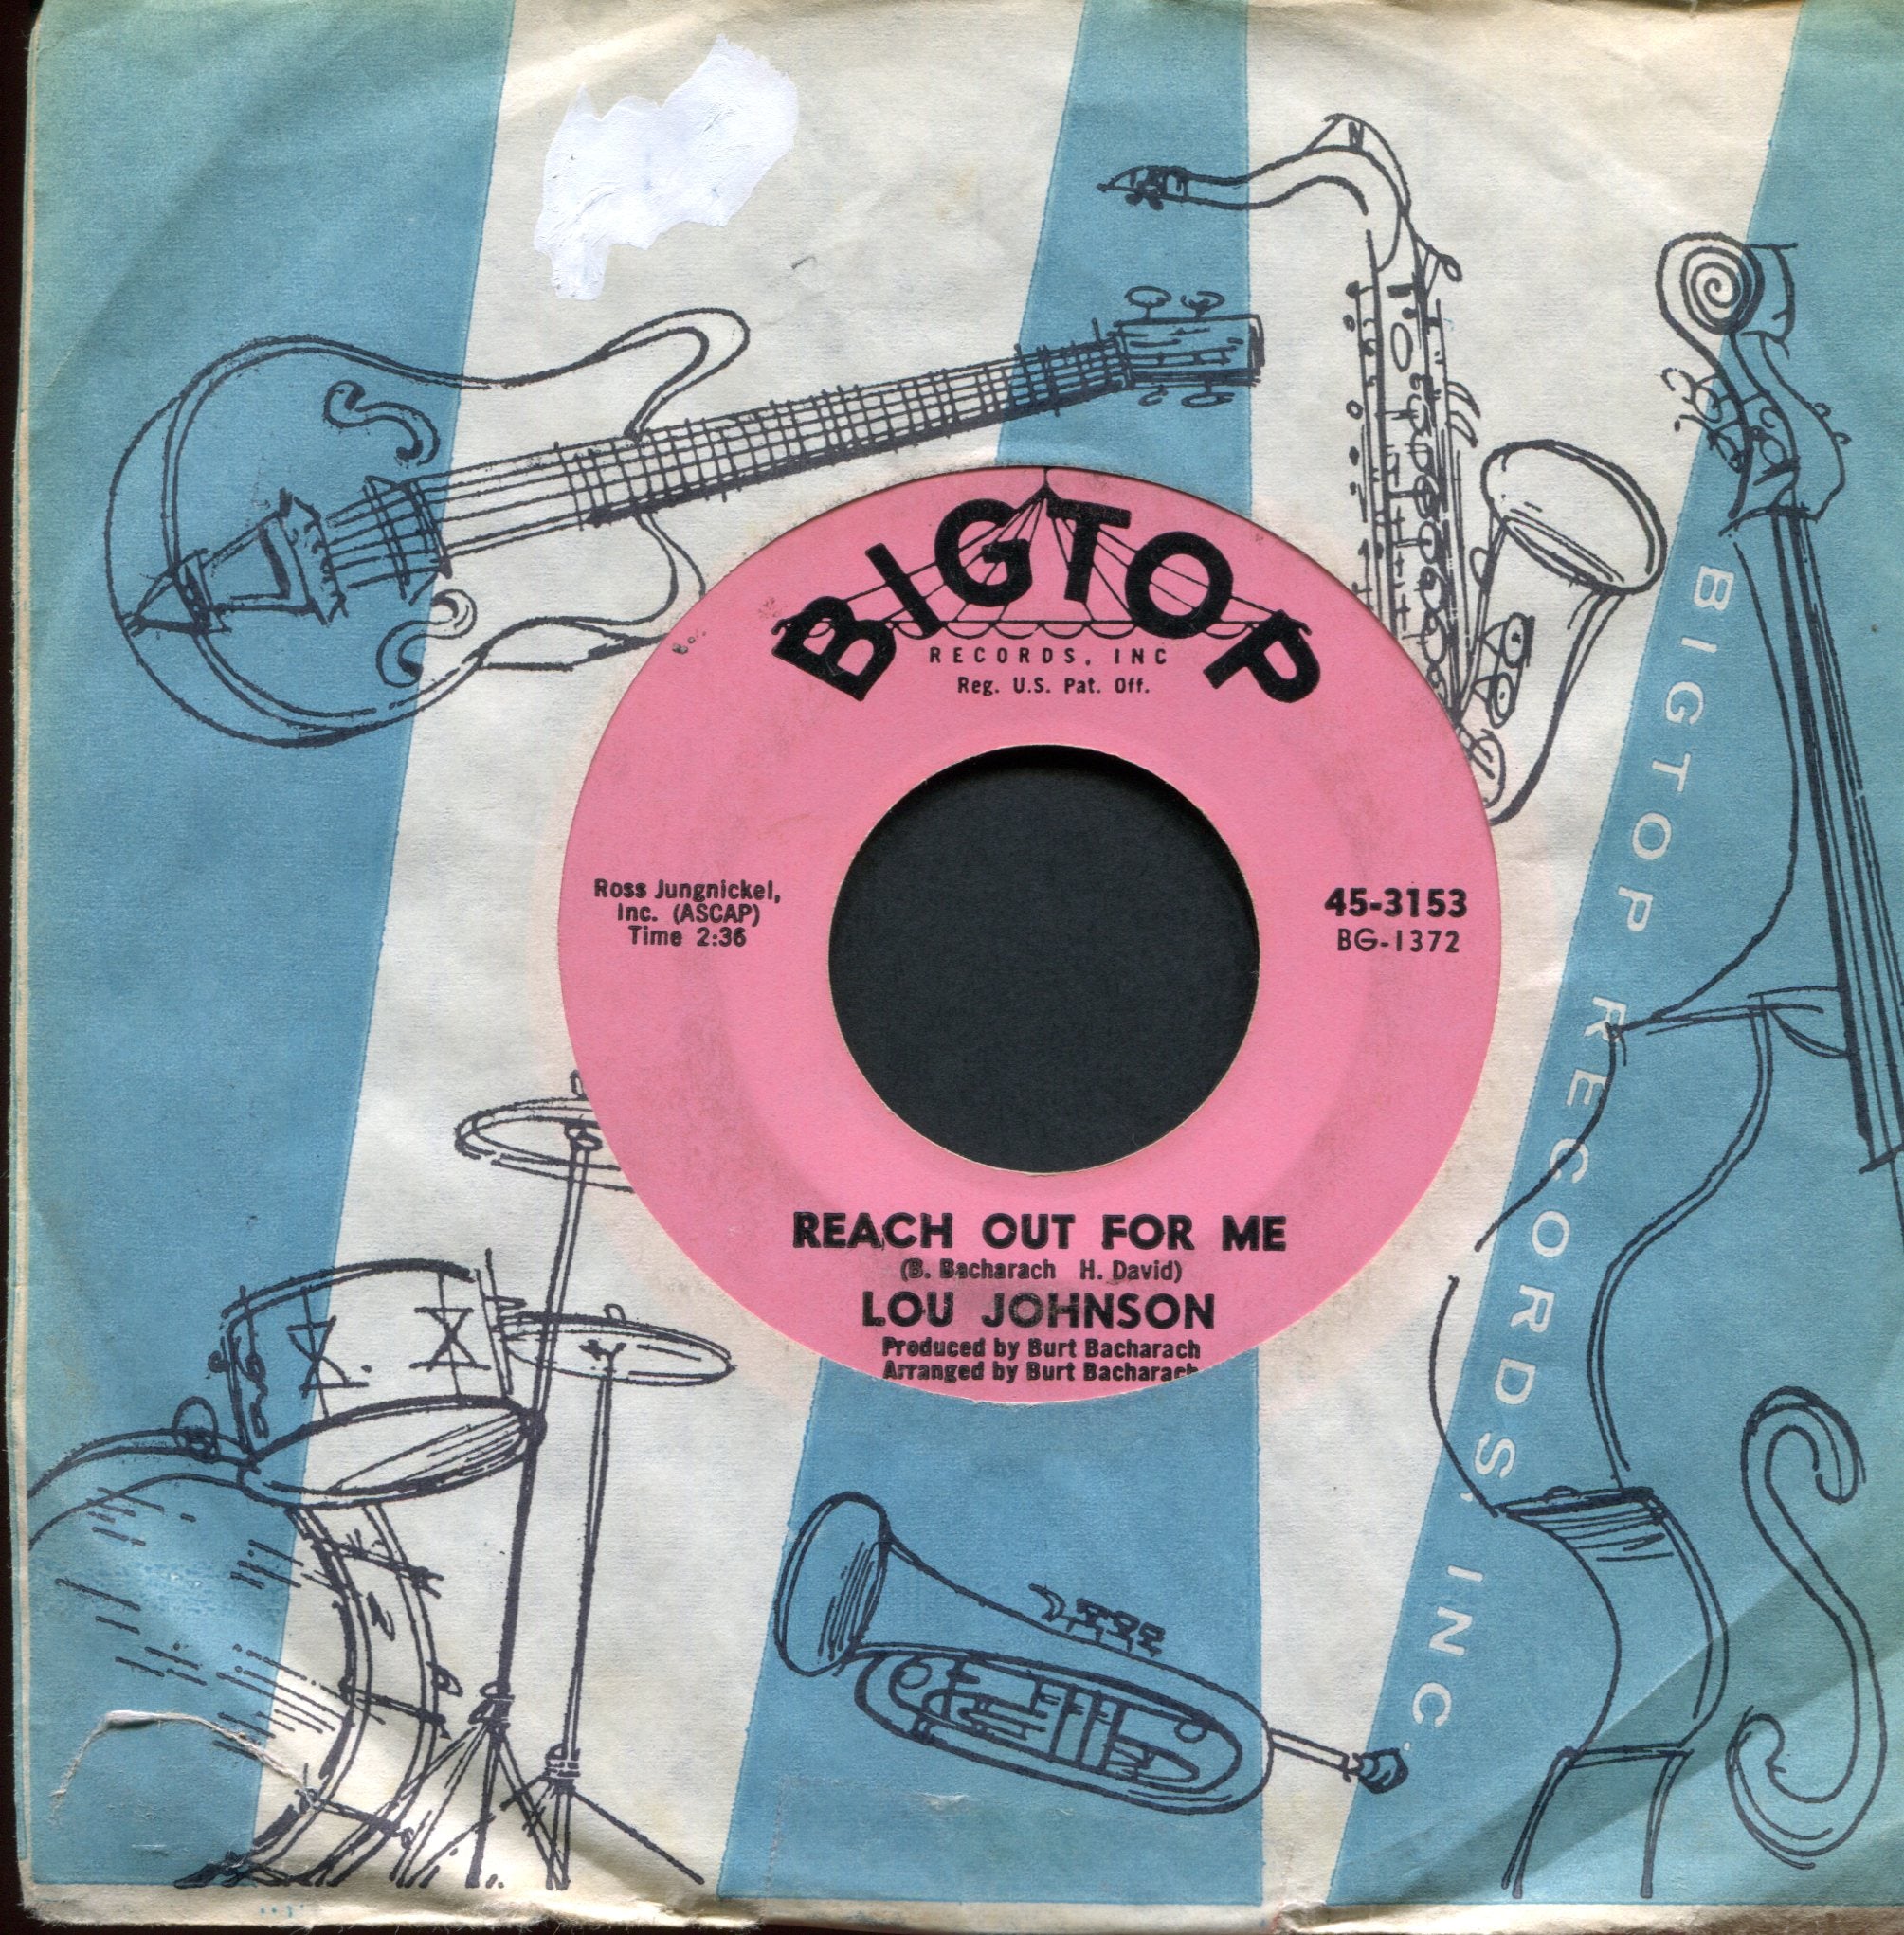 BIGTOP
RECORDS, INC
Reg. U.S. Pat. Off.
Ross Jungnickel,
Inc. (ASCAP)
Time 2:36
45-3153
BG-1372
REACH OUT FOR ME
(B. Bacharach H. David)
LOU JOHNSON
Produced by Burt Bacharach
Arranged by Burt Bacharach
BIGTOP RECORDS, INC.